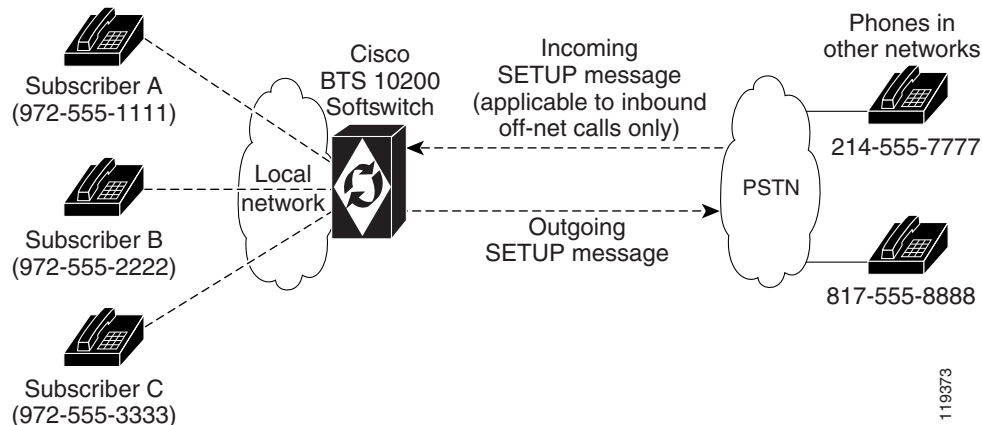 Subscriber A
(972-555-1111)
Subscriber B
(972-555-2222)
Subscriber C
(972-555-3333)
Local
network
Cisco
BTS 10200
Softswitch
Incoming
SETUP message
(applicable to inbound
off-net calls only)
Outgoing
SETUP message
PSTN
Phones in
other networks
214-555-7777
817-555-8888
119373